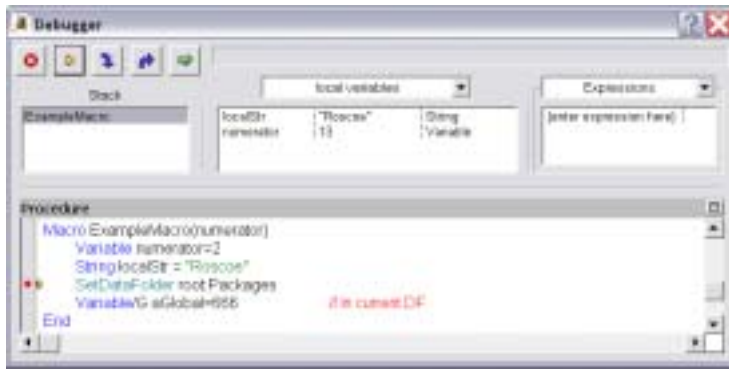 Debugger
Stack
local variables
Expressions
ExampleMacro
localStr "Roscoe" String
numerator 13 Variable
(enter expression here)
Procedure
Macro ExampleMacro(numerator)
Variable numerator=2
String localStr = "Roscoe"
SetDataFolder root:Packages
Variable/G aGlobal=666 // in current DF
End